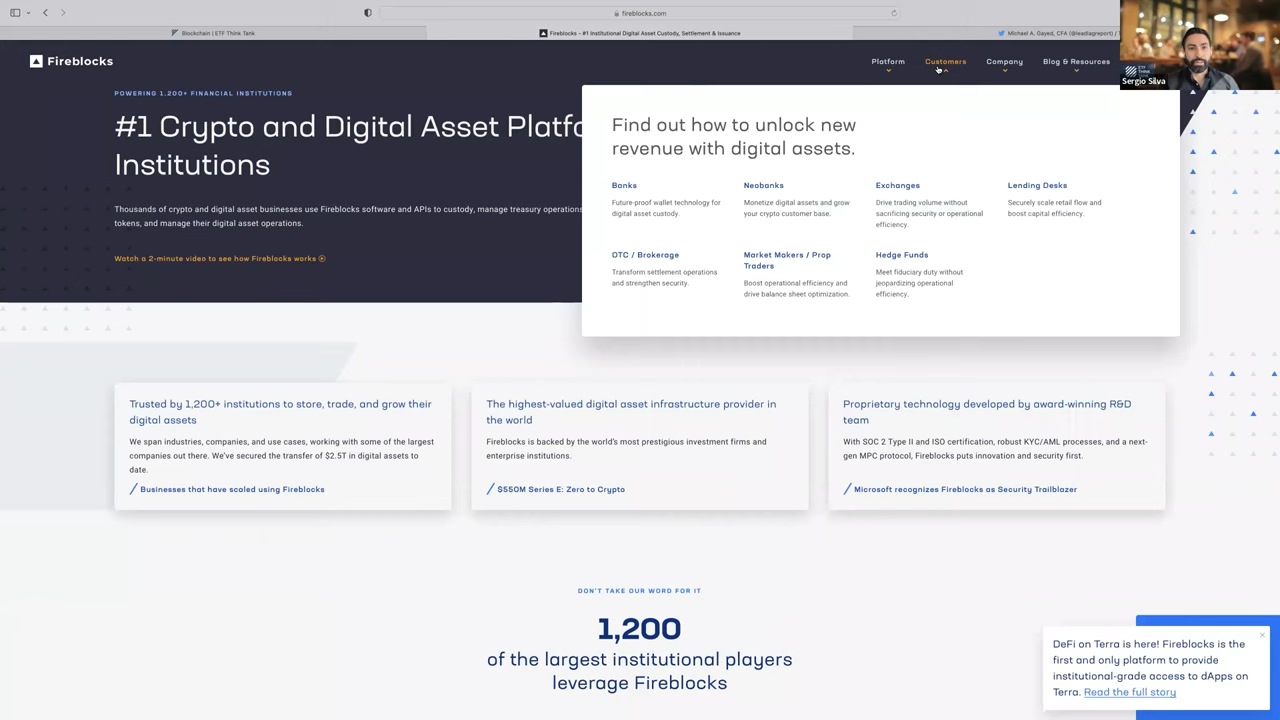 fireblocks.com
Blockchain | ETF Think Tank
Fireblocks - #1 Institutional Digital Asset Custody, Settlement & Issuance
Michael A. Gayed, CFA (@leadlagreport) /
Fireblocks
Platform
Customers
Company
Blog & Resources
ETF
THINK
Sergio Silva
POWERING 1,200+ FINANCIAL INSTITUTIONS
#1 Crypto and Digital Asset Platfo
Institutions
Thousands of crypto and digital asset businesses use Fireblocks software and APIs to custody, manage treasury operations
tokens, and manage their digital asset operations.
Watch a 2-minute video to see how Fireblocks works
Find out how to unlock new
revenue with digital assets.
Banks
Future-proof wallet technology for
digital asset custody.
Neobanks
Monetize digital assets and grow
your crypto customer base.
Exchanges
Drive trading volume without
sacrificing security or operational
efficiency.
Lending Desks
Securely scale retail flow and
boost capital efficiency.
OTC / Brokerage
Transform settlement operations
and strengthen security.
Market Makers / Prop
Traders
Boost operational efficiency and
drive balance sheet optimization.
Hedge Funds
Meet fiduciary duty without
jeopardizing operational
efficiency.
Trusted by 1,200+ institutions to store, trade, and grow their
digital assets
We span industries, companies, and use cases, working with some of the largest
companies out there. We've secured the transfer of $2.5T in digital assets to
date.
Businesses that have scaled using Fireblocks
The highest-valued digital asset infrastructure provider in
the world
Fireblocks is backed by the world's most prestigious investment firms and
enterprise institutions.
$550M Series E: Zero to Crypto
Proprietary technology developed by award-winning R&D
team
With SOC 2 Type II and ISO certification, robust KYC/AML processes, and a next-
gen MPC protocol, Fireblocks puts innovation and security first.
Microsoft recognizes Fireblocks as Security Trailblazer
DON'T TAKE OUR WORD FOR IT
1,200
of the largest institutional players
leverage Fireblocks
DeFi on Terra is here! Fireblocks is the
first and only platform to provide
institutional-grade access to dApps on
Terra. Read the full story